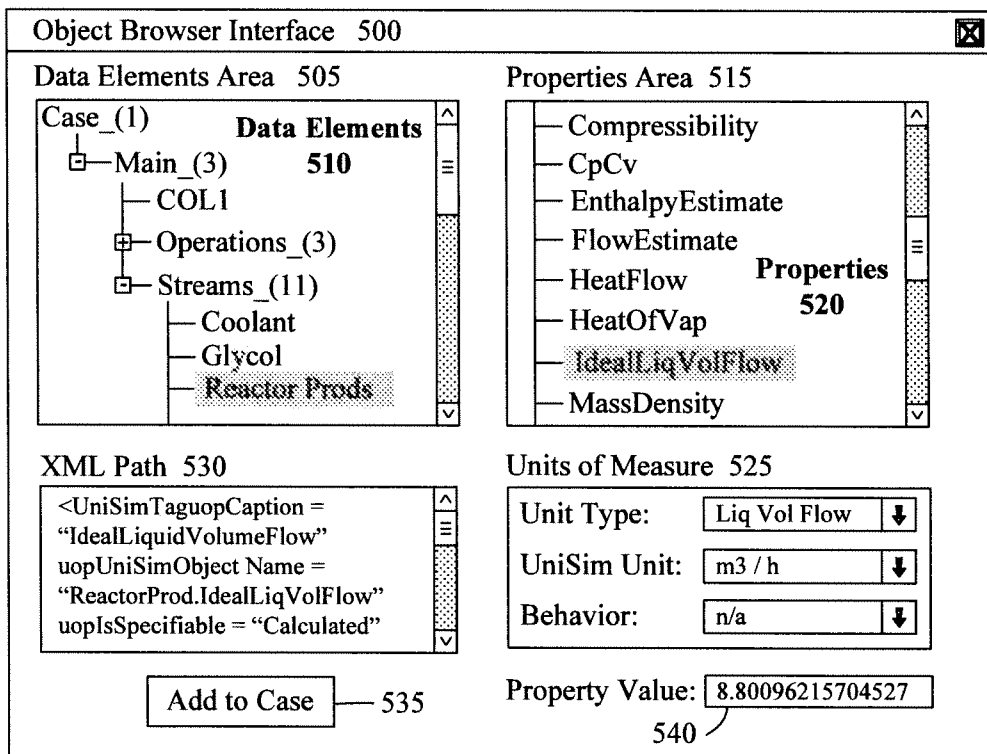 Object Browser Interface 500
Data Elements Area 505
Case_(1)
Data Elements
510
Main_(3)
COL1
Operations_(3)
Streams_(11)
Coolant
Glycol
Reactor Prods
Properties Area 515
Compressibility
CpCv
EnthalpyEstimate
FlowEstimate
HeatFlow
Properties
520
HeatOfVap
IdealLiqVolFlow
MassDensity
XML Path 530
<UniSimTaguopCaption =
“IdealLiquidVolumeFlow”
uopUniSimObject Name =
“ReactorProd.IdealLiqVolFlow”
uopIsSpecifiable = “Calculated”
Units of Measure 525
Unit Type: Liq Vol Flow
UniSim Unit: m3 / h
Behavior: n/a
Add to Case 535
Property Value: 8.80096215704527
540